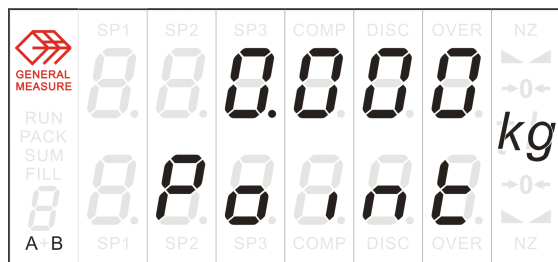 SP1 SP2 SP3 COMP DISC OVER NZ
GENERAL
MEASURE
0.000
→0←
RUN
PACK
SUM
FILL
kg
Point
→0←
A+B
SP1 SP2 SP3 COMP DISC OVER NZ